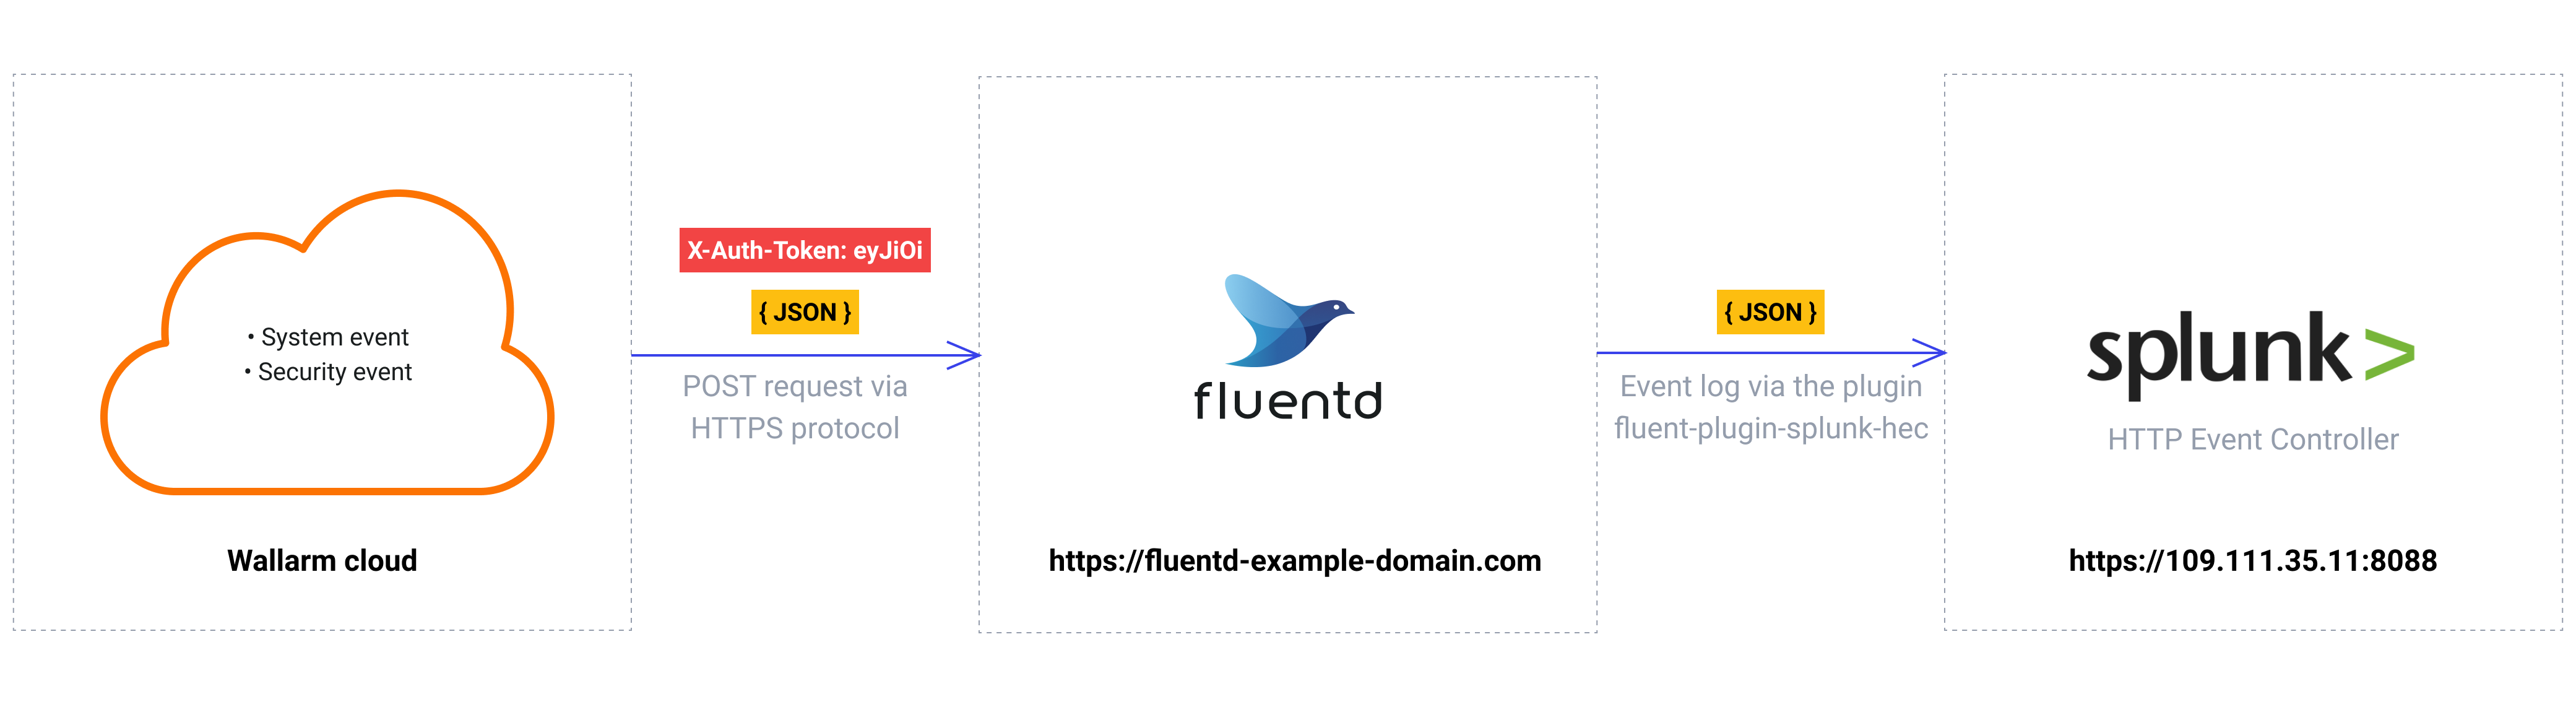 • System event
• Security event
Wallarm cloud
X-Auth-Token: eyJiOi
{ JSON }
POST request via
HTTPS protocol
fluentd
https://fluentd-example-domain.com
{ JSON }
Event log via the plugin
fluent-plugin-splunk-hec
splunk>
HTTP Event Controller
https://109.111.35.11:8088